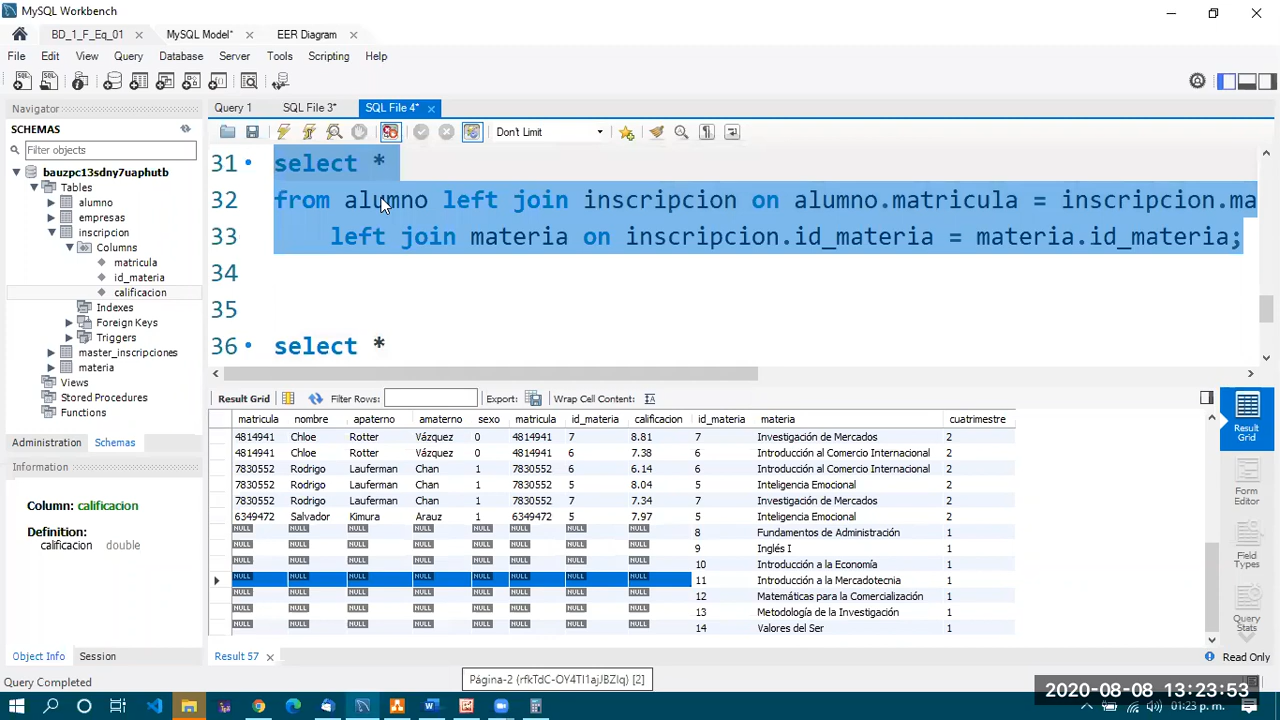 MySQL Workbench
BD_1_F_Eq_01 MySQL Model* EER Diagram
File Edit View Query Database Server Tools Scripting Help
Navigator
SCHEMAS
Filter objects
bauzpc13sdny7uaphutb
Tables
alumno
empresas
inscripcion
Columns
matricula
id_materia
calificacion
Indexes
Foreign Keys
Triggers
master_inscripciones
materia
Views
Stored Procedures
Functions
Administration Schemas
Information
Column: calificacion
Definition:
calificacion double
Object Info Session
Query Completed
Query 1 SQL File 3* SQL File 4*
Don't Limit
31 select *
32 from alumno left join inscripcion on alumno.matricula = inscripcion.ma
33 left join materia on inscripcion.id_materia = materia.id_materia;
34
35
36 select *
Result Grid Filter Rows: Export: Wrap Cell Content:
matricula nombre apaterno amaterno sexo matricula id_materia calificacion id_materia materia cuatrimestre
4814941 Chloe Rotter Vázquez 0 4814941 7 8.81 7 Investigación de Mercados 2
4814941 Chloe Rotter Vázquez 0 4814941 6 7.38 6 Introducción al Comercio Internacional 2
7830552 Rodrigo Lauferman Chan 1 7830552 6 6.14 6 Introducción al Comercio Internacional 2
7830552 Rodrigo Lauferman Chan 1 7830552 5 8.04 5 Inteligencia Emocional 2
7830552 Rodrigo Lauferman Chan 1 7830552 7 7.34 7 Investigación de Mercados 2
6349472 Salvador Kimura Arauz 1 6349472 5 7.97 5 Inteligencia Emocional 2
NULL NULL NULL NULL NULL NULL NULL NULL 8 Fundamentos de Administración 1
NULL NULL NULL NULL NULL NULL NULL NULL 9 Inglés I 1
NULL NULL NULL NULL NULL NULL NULL NULL 10 Introducción a la Economía 1
NULL NULL NULL NULL NULL NULL NULL NULL 11 Introducción a la Mercadotecnia 1
NULL NULL NULL NULL NULL NULL NULL NULL 12 Matemáticas para la Comercialización 1
NULL NULL NULL NULL NULL NULL NULL NULL 13 Metodología de la Investigación 1
NULL NULL NULL NULL NULL NULL NULL NULL 14 Valores del Ser 1
Result
Grid
Form
Editor
Field
Types
Query
Stats
Result 57
Read Only
Página-2 (rfkTdC-OY4TI1ajJBZIq) [2]
2020-08-08 13:23:53
01:23 p. m.